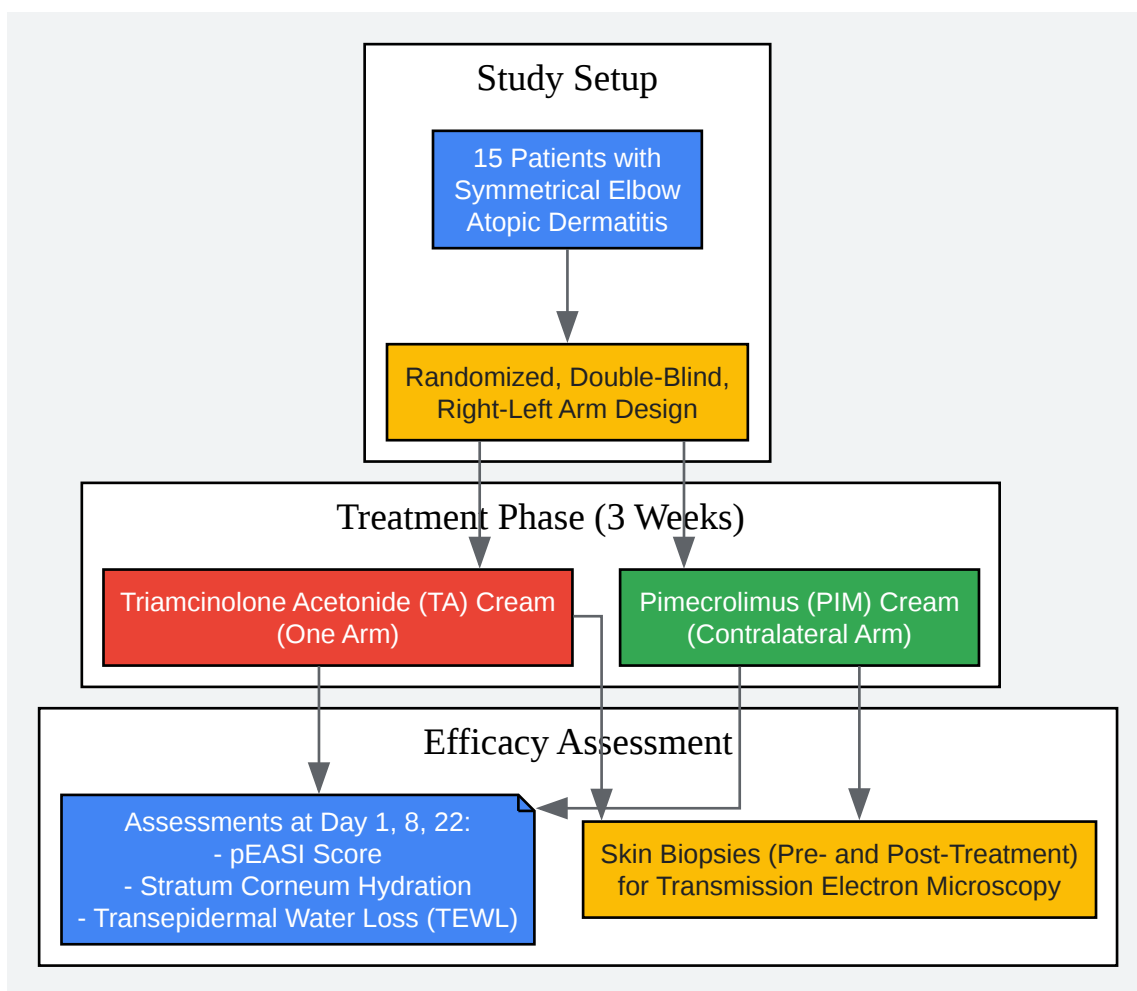 Study Setup
15 Patients with
Symmetrical Elbow
Atopic Dermatitis
Randomized, Double-Blind,
Right-Left Arm Design
Treatment Phase (3 Weeks)
Triamcinolone Acetonide (TA) Cream
(One Arm)
Pimecrolimus (PIM) Cream
(Contralateral Arm)
Efficacy Assessment
Assessments at Day 1, 8, 22:
- pEASI Score
- Stratum Corneum Hydration
- Transepidermal Water Loss (TEWL)
Skin Biopsies (Pre- and Post-Treatment)
for Transmission Electron Microscopy